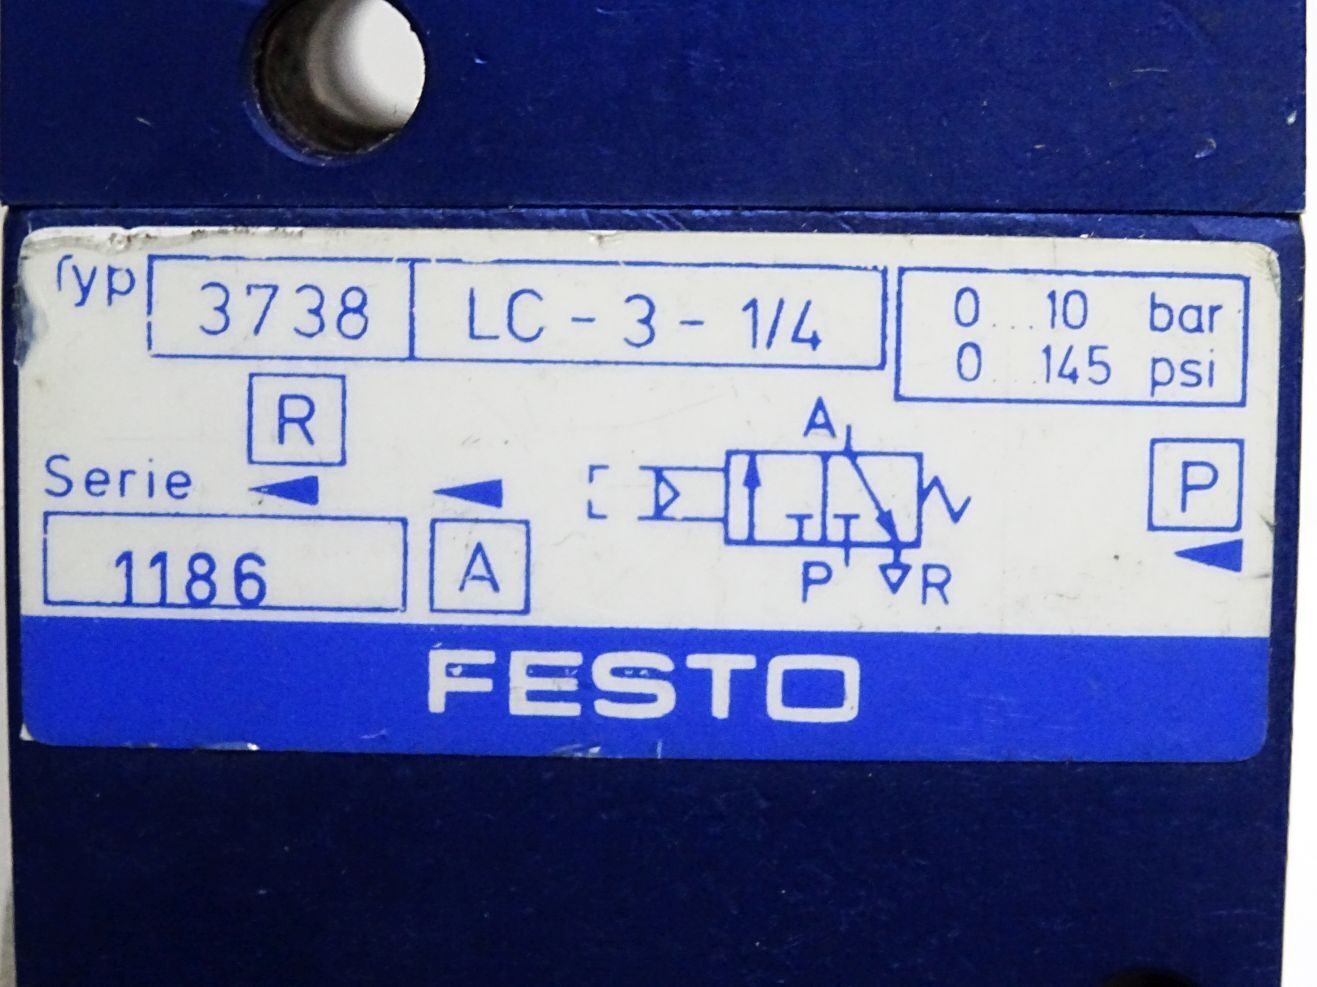 Typ 3738 LC - 3 - 1/4
0 ... 10 bar
0 ... 145 psi
R
A
P
Serie
1186
A
P R
FESTO